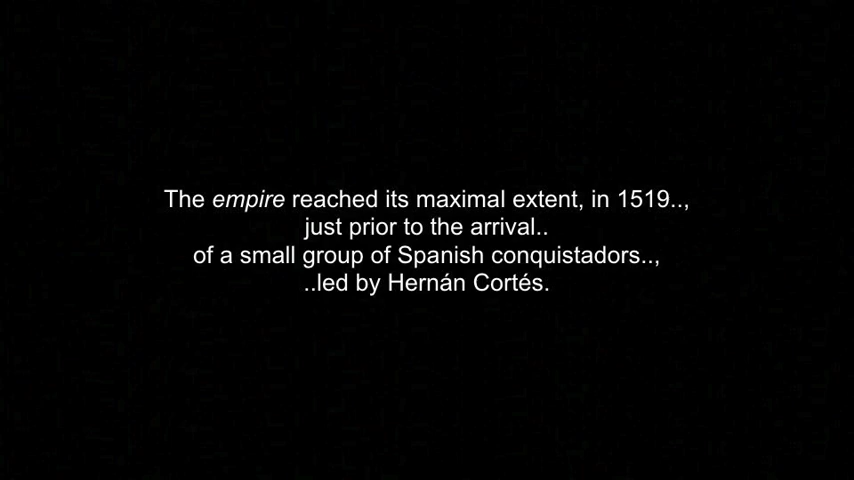 The empire reached its maximal extent, in 1519..,
just prior to the arrival..
of a small group of Spanish conquistadors..,
..led by Hernán Cortés.